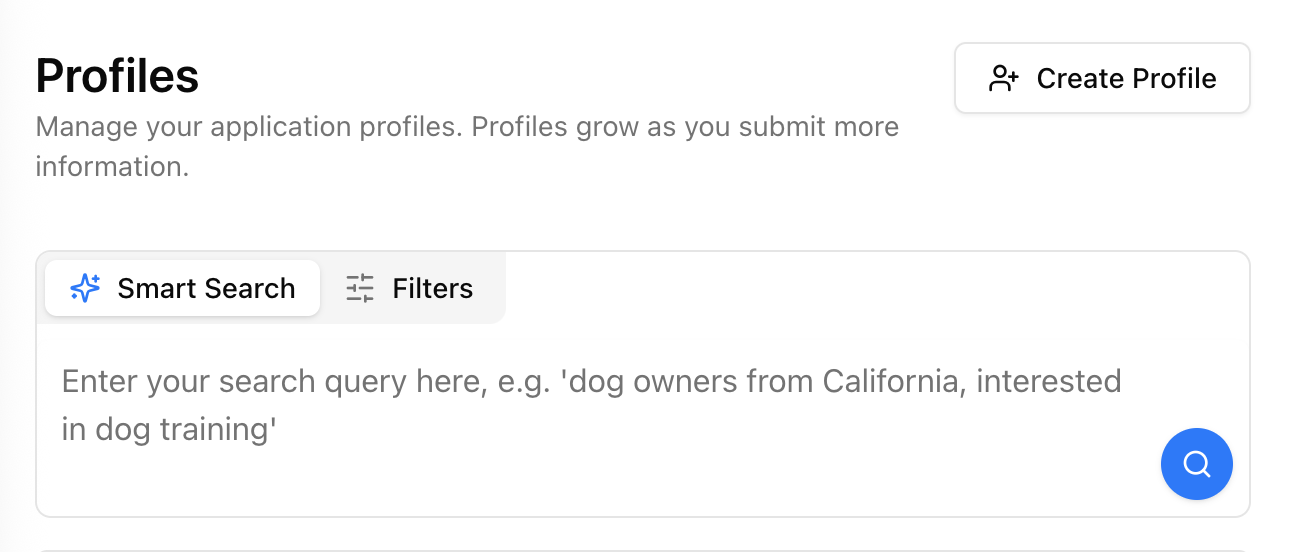 Profiles
Create Profile
Manage your application profiles. Profiles grow as you submit more
information.
Smart Search
Filters
Enter your search query here, e.g. 'dog owners from California, interested
in dog training'